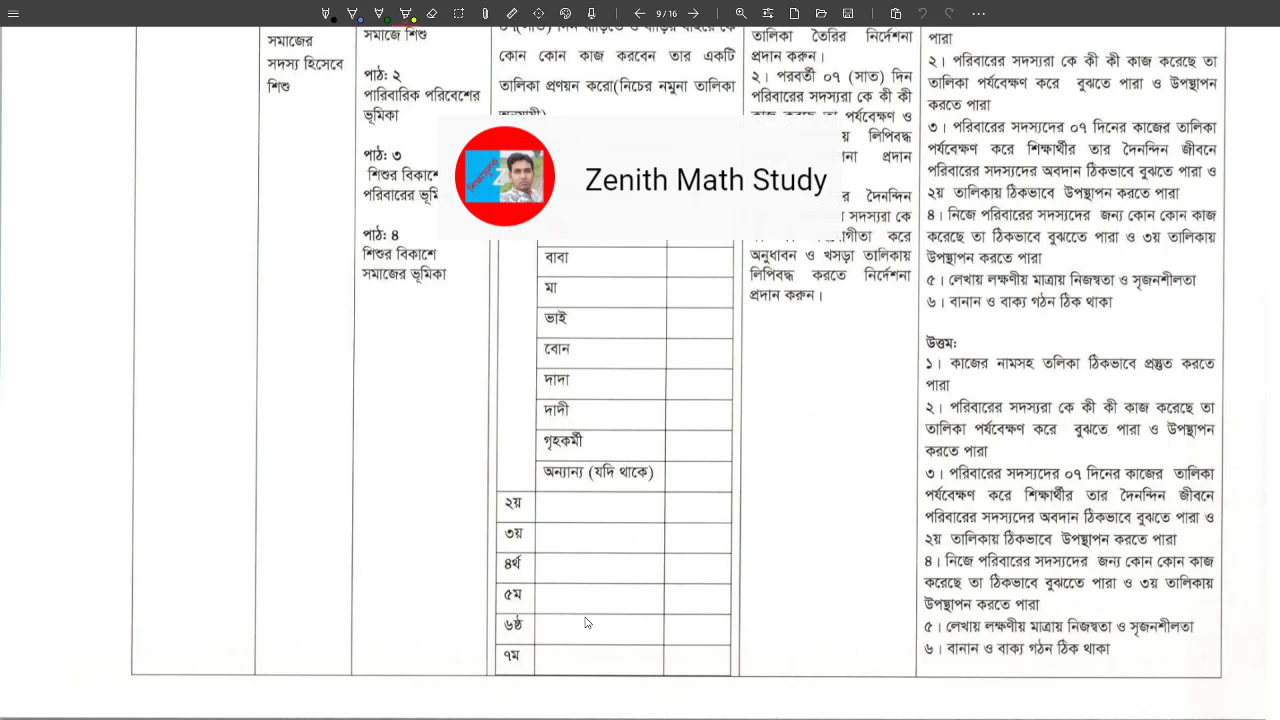 9 / 16
সমাজের
সদস্য হিসেবে
শিশু
সমাজে শিশু
পাঠ: ২
পারিবারিক পরিবেশের
ভূমিকা
পাঠ: ৩
শিশুর বিকাশে
পরিবারের
পাঠ: ৪
শিশুর বিকাশে
সমাজের ভূমিকা
কোন কোন কাজ করবেন তার একটি
তালিকা প্রণয়ন করো(নিচের নমুনা তালিকা
Zenith Math Study
বাবা
মা
ভাই
বোন
দাদা
দাদী
গৃহকর্মী
অন্যান্য (যদি থাকে)
২য়
৩য়
৪র্থ
৫ম
৬ষ্ঠ
৭ম
তালিকা তৈরির নির্দেশনা
প্রদান করুন।
২। পরবর্তী ০৭ (সাত) দিন
পরিবারের সদস্যরা কে কী কী
পর্যবেক্ষণ ও
লিপিবদ্ধ
প্রদান
দৈনন্দিন
সদস্যরা কে
করে
অনুধাবন ও খসড়া তালিকায়
লিপিবদ্ধ করতে নির্দেশনা
প্রদান করুন।
পারা
২। পরিবারের সদস্যরা কে কী কী কাজ করেছে তা
তালিকা পর্যবেক্ষণ করে বুঝতে পারা ও উপস্থাপন
করতে পারা
৩। পরিবারের সদস্যদের ০৭ দিনের কাজের তালিকা
পর্যবেক্ষণ করে শিক্ষার্থীর তার দৈনন্দিন জীবনে
পরিবারের সদস্যদের অবদান ঠিকভাবে বুঝতে পারা ও
২য় তালিকায় ঠিকভাবে উপস্থাপন করতে পারা
৪। নিজে পরিবারের সদস্যদের জন্য কোন কোন কাজ
করেছে তা ঠিকভাবে বুঝতেে পারা ও ৩য় তালিকায়
উপস্থাপন করতে পারা
৫। লেখায় লক্ষণীয় মাত্রায় নিজস্বতা ও সৃজনশীলতা
৬। বানান ও বাক্য গঠন ঠিক থাকা
উত্তম:
১। কাজের নামসহ তলিকা ঠিকভাবে প্রস্তুত করতে
পারা
২। পরিবারের সদস্যরা কে কী কী কাজ করেছে তা
তালিকা পর্যবেক্ষণ করে বুঝতে পারা ও উপস্থাপন
করতে পারা
৩। পরিবারের সদস্যদের ০৭ দিনের কাজের তালিকা
পর্যবেক্ষণ করে শিক্ষার্থীর তার দৈনন্দিন জীবনে
পরিবারের সদস্যদের অবদান ঠিকভাবে বুঝতে পারা ও
২য় তালিকায় ঠিকভাবে উপস্থাপন করতে পারা
৪। নিজে পরিবারের সদস্যদের জন্য কোন কোন কাজ
করেছে তা ঠিকভাবে বুঝতেে পারা ও ৩য় তালিকায়
উপস্থাপন করতে পারা
৫। লেখায় লক্ষণীয় মাত্রায় নিজস্বতা ও সৃজনশীলতা
৬। বানান ও বাক্য গঠন ঠিক থাকা